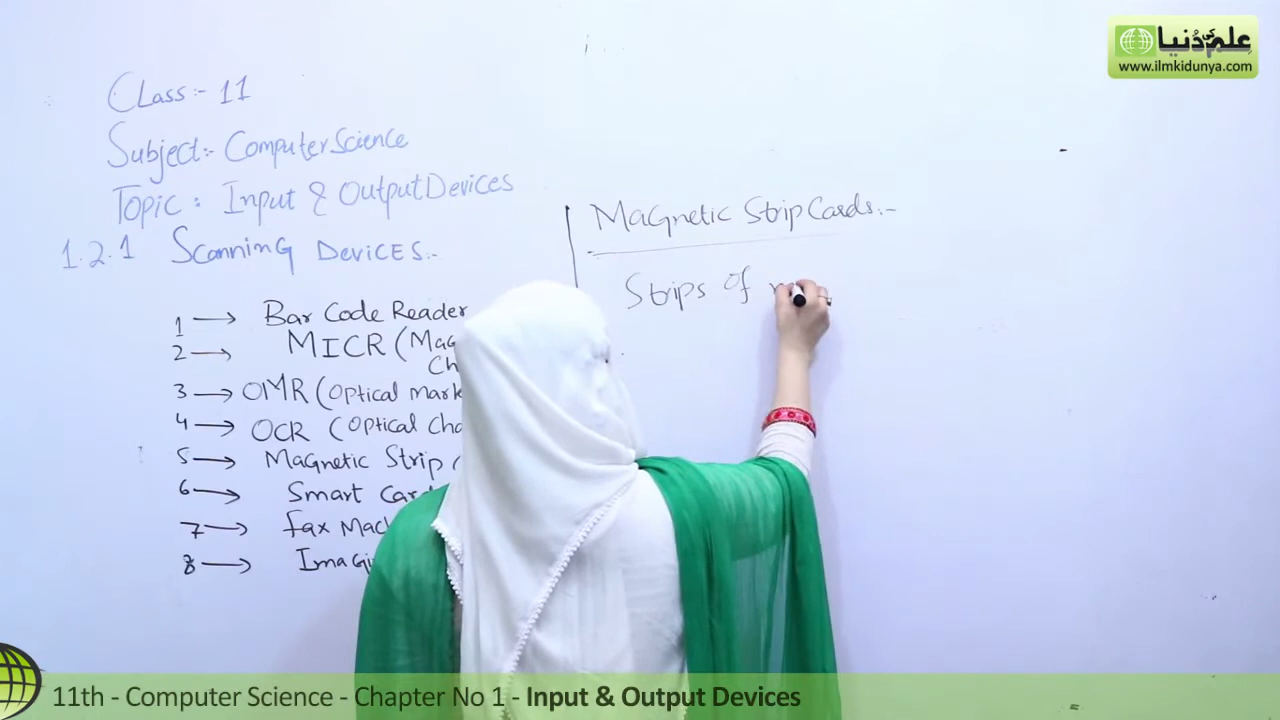 علم کی دُنیا
www.ilmkidunya.com
Class:- 11
Subject:- Computer Science
Topic: Input & Output Devices
1.2.1 Scanning Devices:-
1 → Bar Code Reader
2 → MICR (Mag
Ch
3 → OMR (Optical mark
4 → OCR (Optical Cha
5 → Magnetic Strip (
6 → Smart Card
7 → Fax Mac
8 → Imagi
Magnetic Strip Cards:-
Strips of
11th - Computer Science - Chapter No 1 - Input & Output Devices